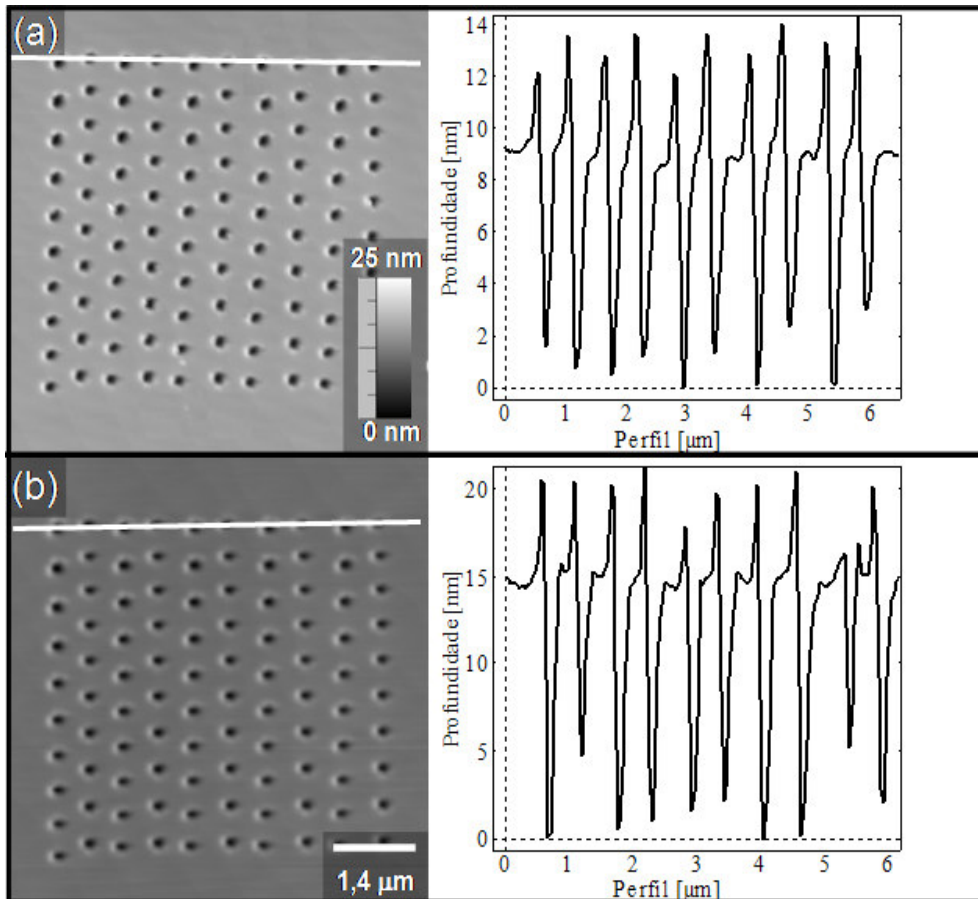 (a)
25 nm
0 nm
Profundidade [nm]
14
12
10
8
6
4
2
0
0 1 2 3 4 5 6
Perfil [μm]
(b)
1,4 μm
Profundidade [nm]
20
15
10
5
0
0 1 2 3 4 5 6
Perfil [μm]